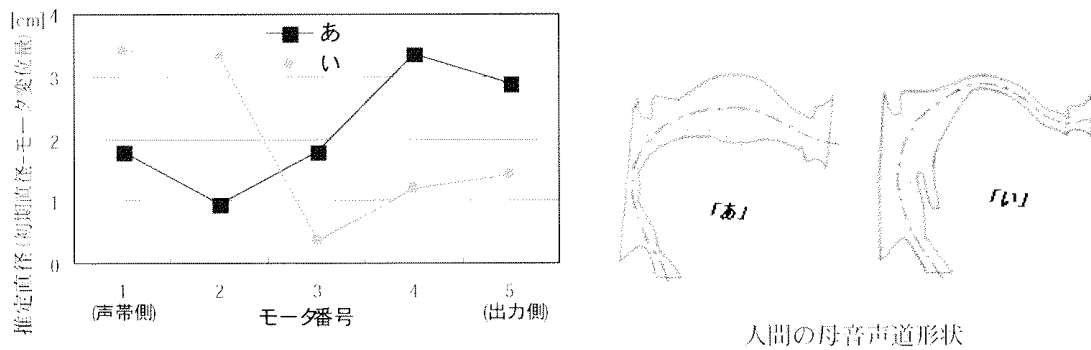 推定直径(初期直径-モータ変位量)[cm]
4
3
2
1
0
あ
い
1
2
3
4
5
(声帯側)
モータ番号
(出力側)
「あ」
「い」
人間の母音声道形状